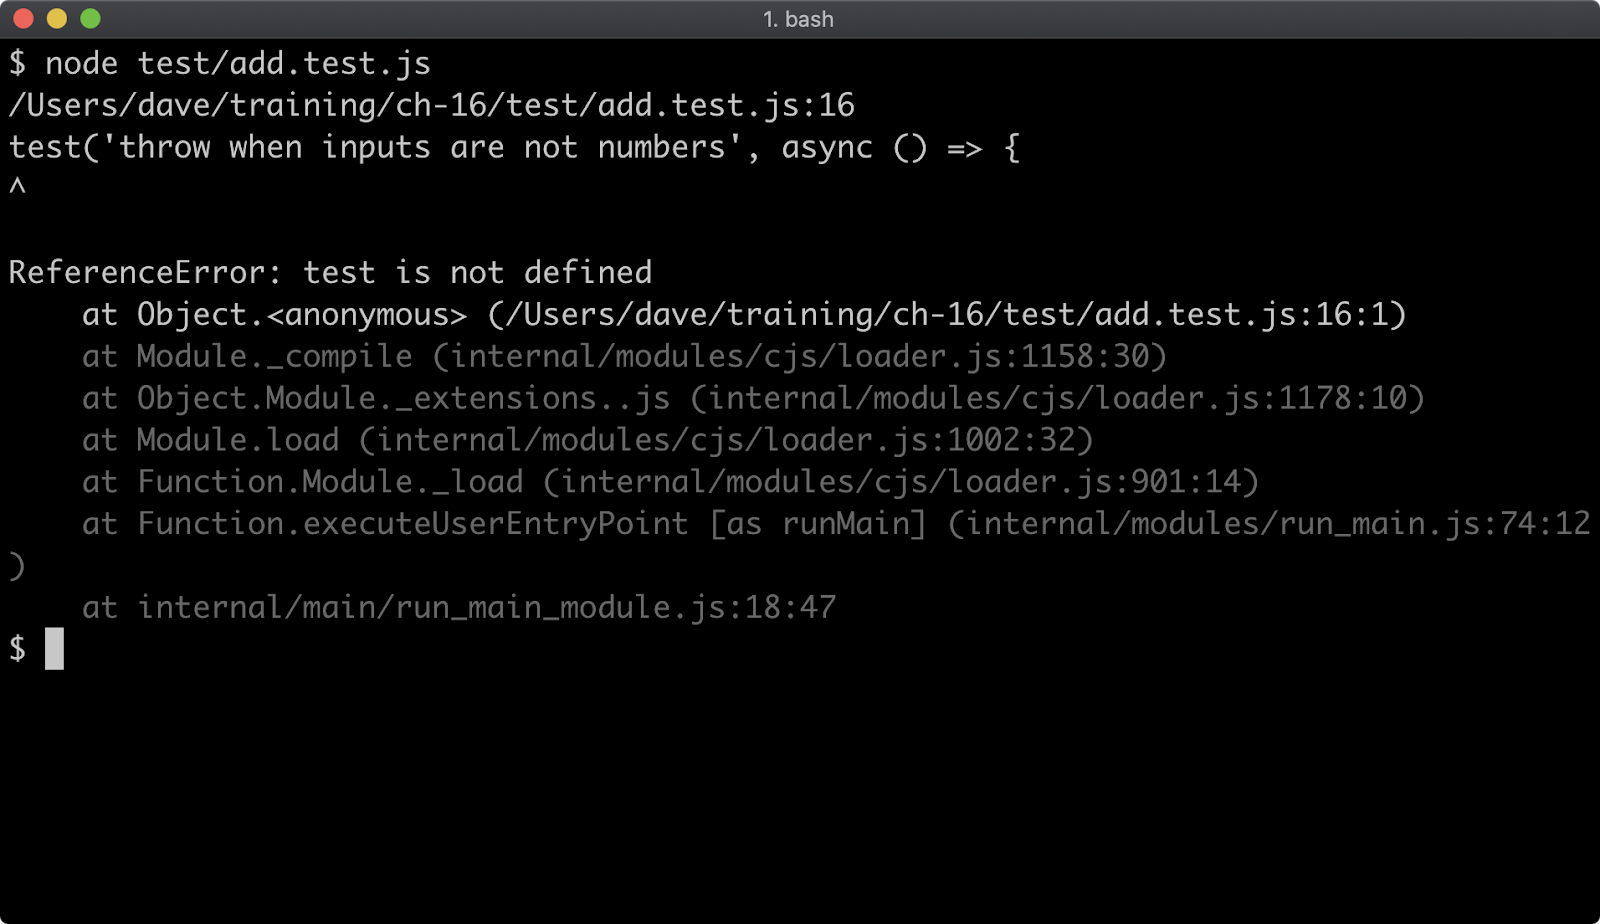 1. bash
$ node test/add.test.js
/Users/dave/training/ch-16/test/add.test.js:16
test('throw when inputs are not numbers', async () => {
^
ReferenceError: test is not defined
    at Object.<anonymous> (/Users/dave/training/ch-16/test/add.test.js:16:1)
    at Module._compile (internal/modules/cjs/loader.js:1158:30)
    at Object.Module._extensions..js (internal/modules/cjs/loader.js:1178:10)
    at Module.load (internal/modules/cjs/loader.js:1002:32)
    at Function.Module._load (internal/modules/cjs/loader.js:901:14)
    at Function.executeUserEntryPoint [as runMain] (internal/modules/run_main.js:74:12
)
    at internal/main/run_main_module.js:18:47
$